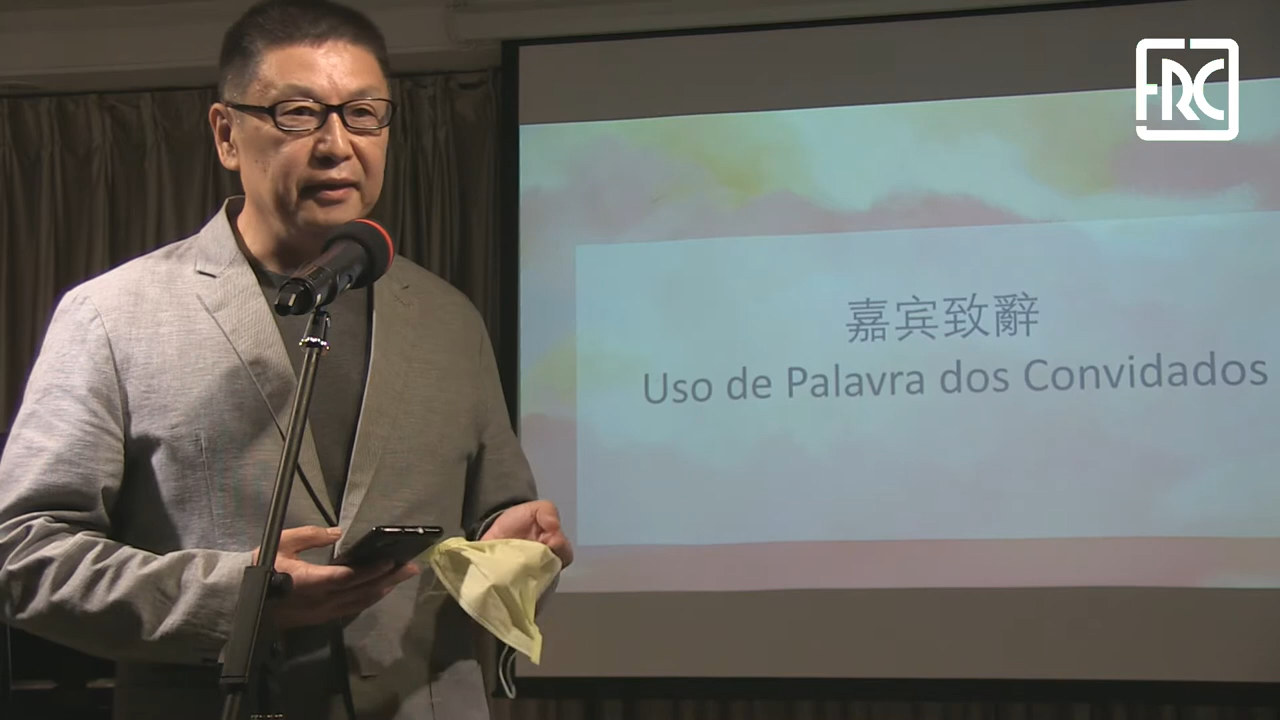 FRC
嘉宾致辭
Uso de Palavra dos Convidados